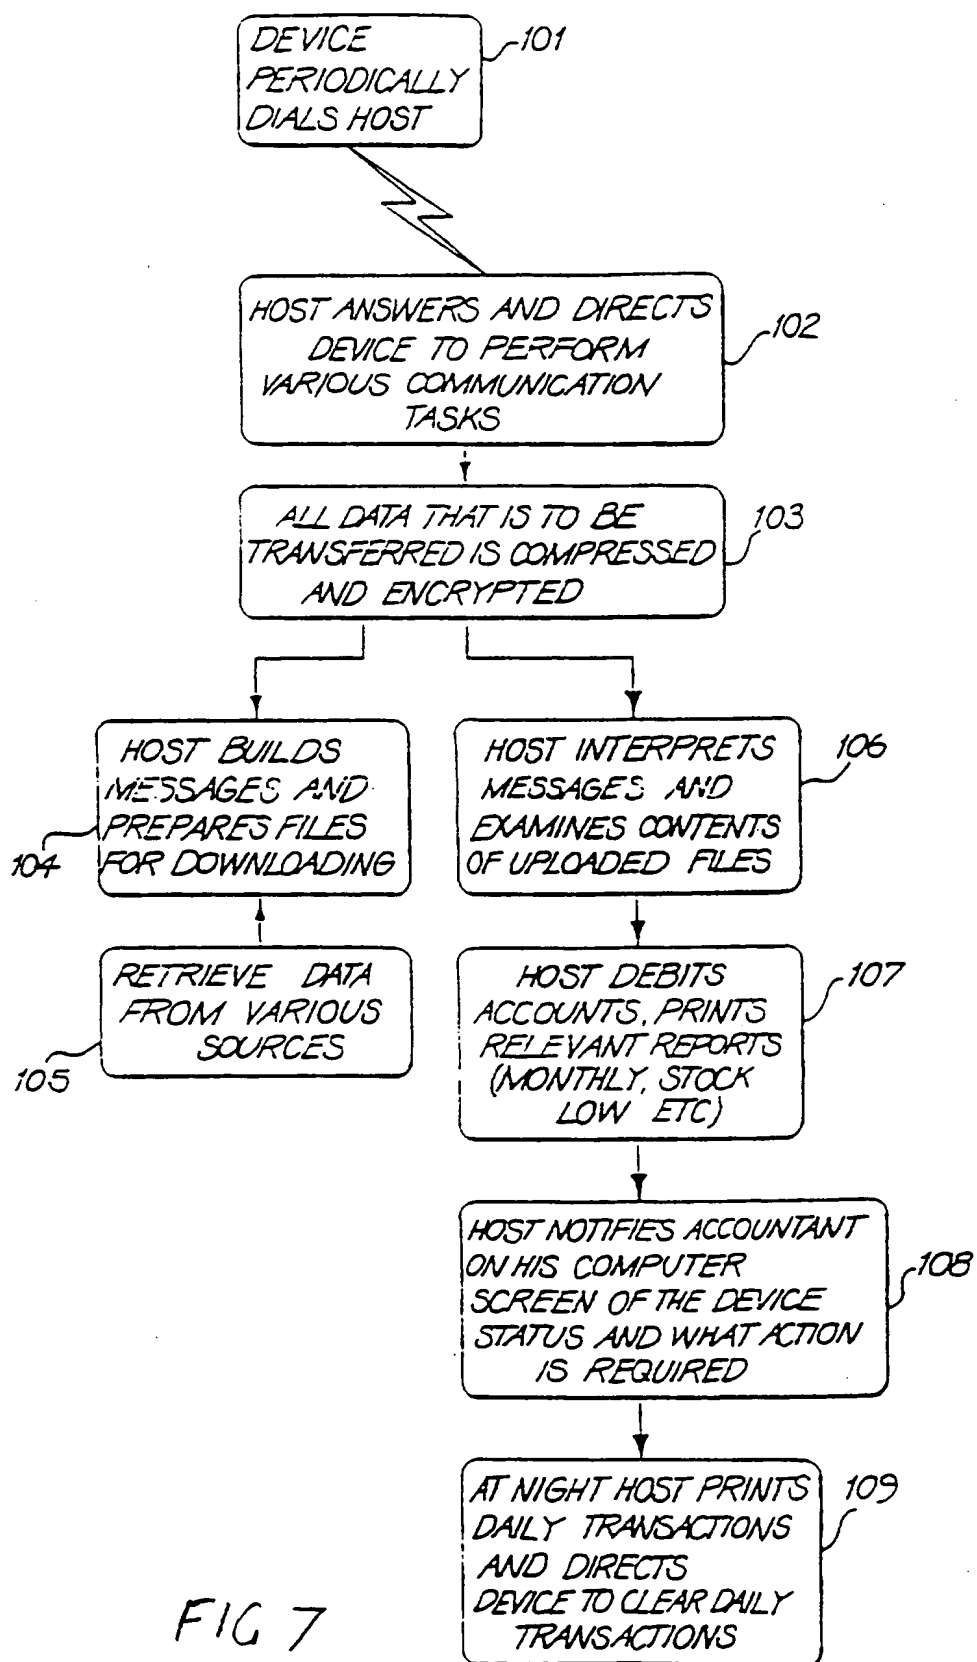 DEVICE
PERIODICALLY
DIALS HOST
101
HOST ANSWERS AND DIRECTS
DEVICE TO PERFORM
VARIOUS COMMUNICATION
TASKS
102
ALL DATA THAT IS TO BE
TRANSFERRED IS COMPRESSED
AND ENCRYPTED
103
HOST BUILDS
MESSAGES AND
PREPARES FILES
FOR DOWNLOADING
104
HOST INTERPRETS
MESSAGES AND
EXAMINES CONTENTS
OF UPLOADED FILES
106
RETRIEVE DATA
FROM VARIOUS
SOURCES
105
HOST DEBITS
ACCOUNTS, PRINTS
RELEVANT REPORTS
(MONTHLY, STOCK
LOW ETC)
107
HOST NOTIFIES ACCOUNTANT
ON HIS COMPUTER
SCREEN OF THE DEVICE
STATUS AND WHAT ACTION
IS REQUIRED
108
AT NIGHT HOST PRINTS
DAILY TRANSACTIONS
AND DIRECTS
DEVICE TO CLEAR DAILY
TRANSACTIONS
109
FIG 7